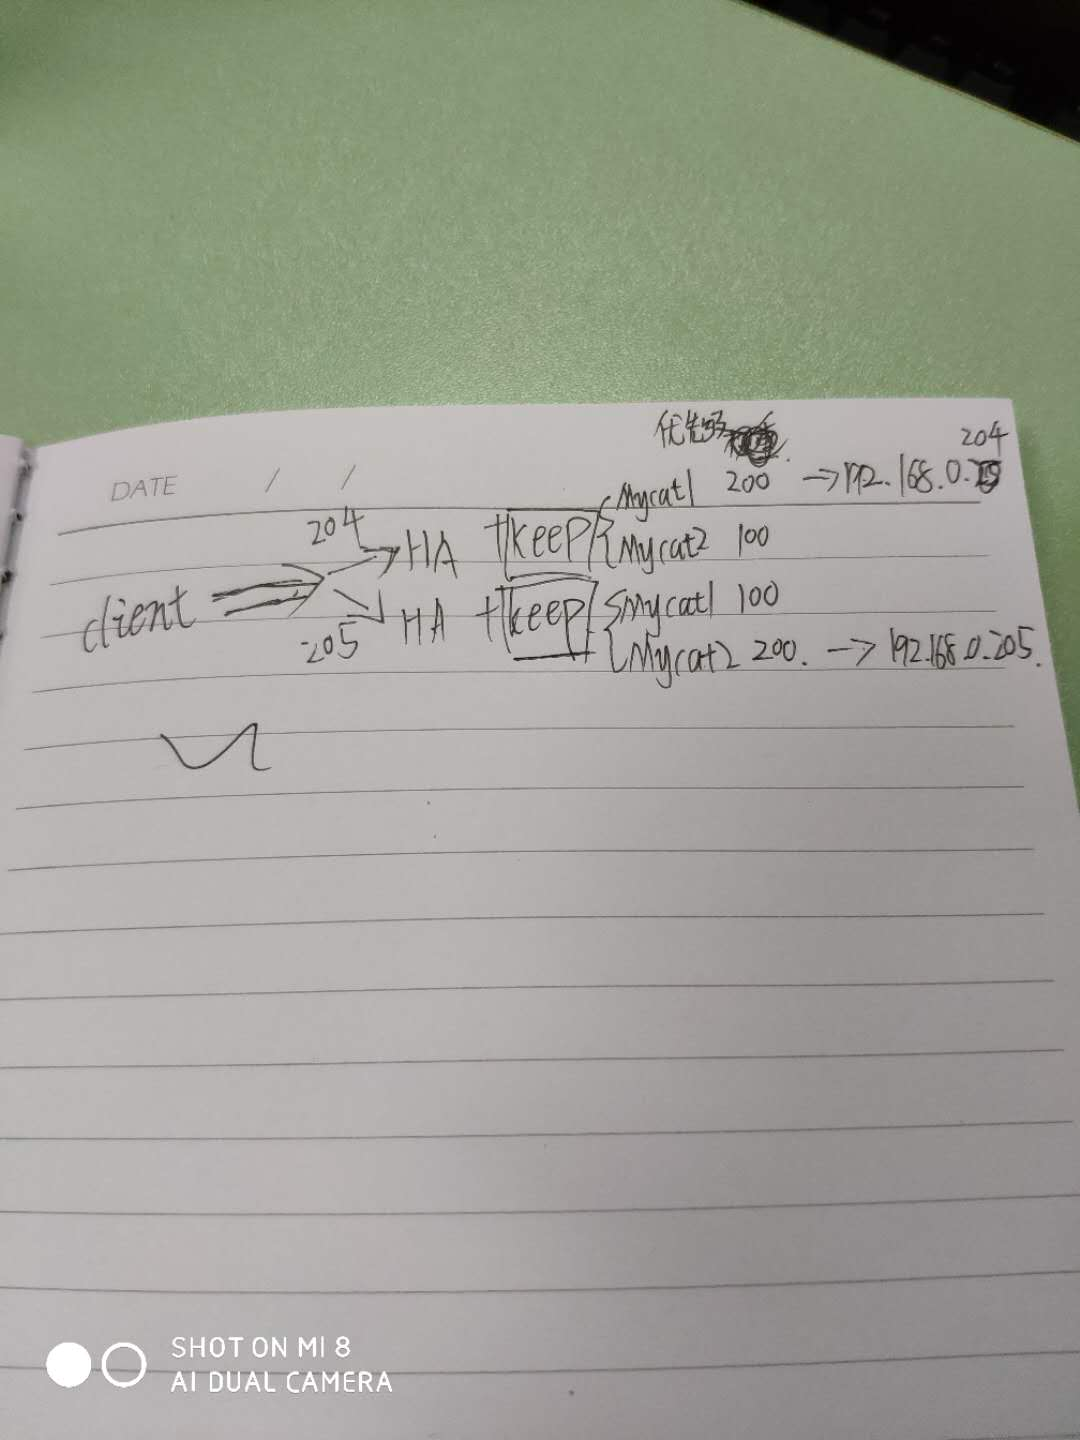 优先级
204
DATE / /
Mycat1 200 → 192.168.0.
204
HA + keep Mycat2 100
client
HA + keep Mycat1 100
205
Mycat2 200. → 192.168.0.205.
SHOT ON MI 8
AI DUAL CAMERA